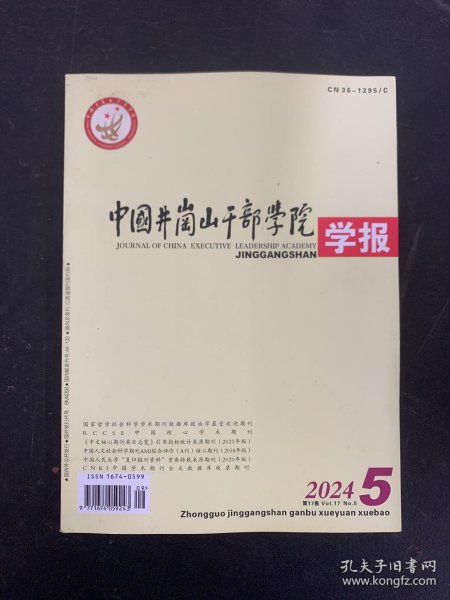 CN 36-1295/C
中國井岡山干部學院
学报
JOURNAL OF CHINA EXECUTIVE LEADERSHIP ACADEMY
JINGGANGSHAN
国家哲学社会科学学术期刊数据库政治学最受欢迎期刊
RCCSE中国核心学术期刊
《中文核心期刊要目总览》引用指标统计来源期刊(2023年版)
中国人文社会科学期刊AMI综合评价(A刊)核心期刊(2018年版)
中国人民大学“复印报刊资料”重要转载来源期刊(2020年版)
CNKI中国学术期刊全文数据库收录期刊
ISSN 1674-0599
09>
9 771674 059243
2024 5
第17卷 Vol.17 No.5
Zhongguo jinggangshan ganbu xueyuan xuebao
孔夫子旧书网
www.kongfz.com